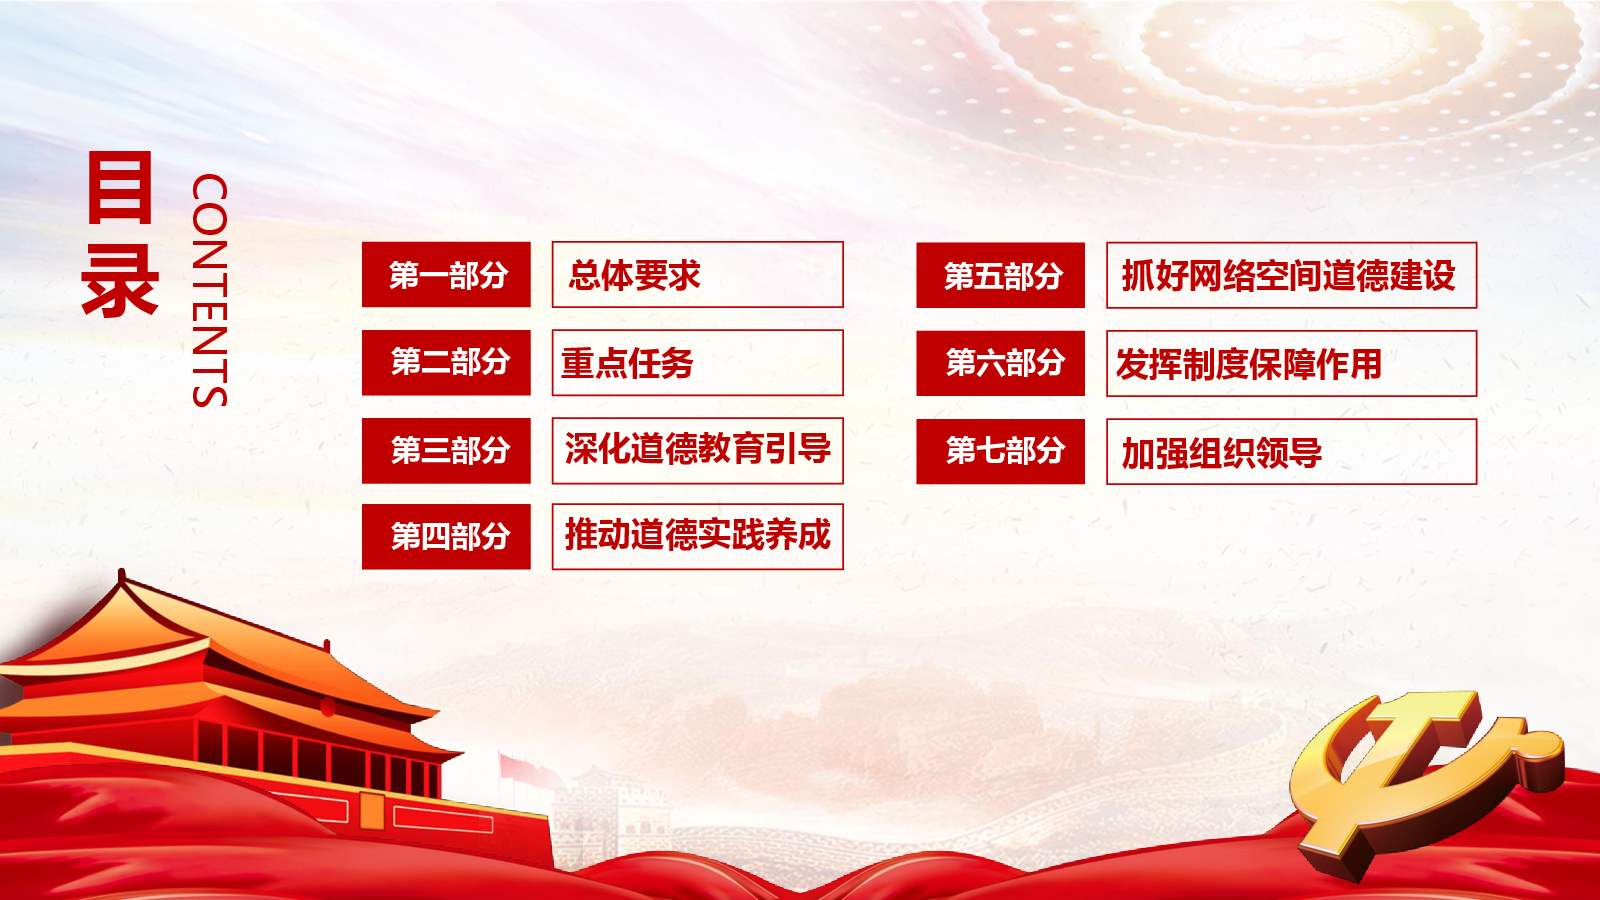 目录
CONTENTS
第一部分 总体要求
第二部分 重点任务
第三部分 深化道德教育引导
第四部分 推动道德实践养成
第五部分 抓好网络空间道德建设
第六部分 发挥制度保障作用
第七部分 加强组织领导